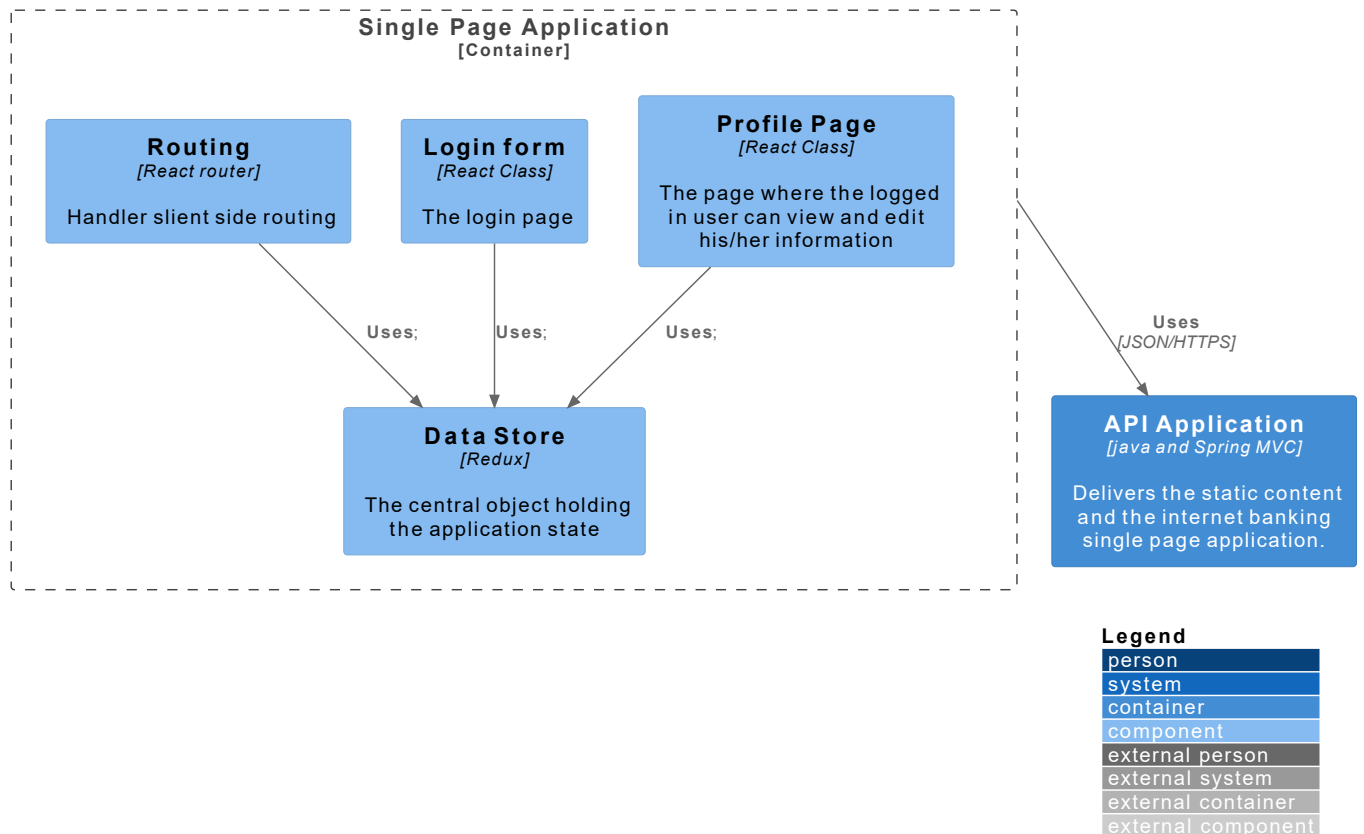 Single Page Application
[Container]
Routing
[React router]
Handler slient side routing
Login form
[React Class]
The login page
Profile Page
[React Class]
The page where the logged
in user can view and edit
his/her information
Uses;
Uses;
Uses;
Uses
[JSON/HTTPS]
Data Store
[Redux]
The central object holding
the application state
API Application
[java and Spring MVC]
Delivers the static content
and the internet banking
single page application.
Legend
person
system
container
component
external person
external system
external container
external component